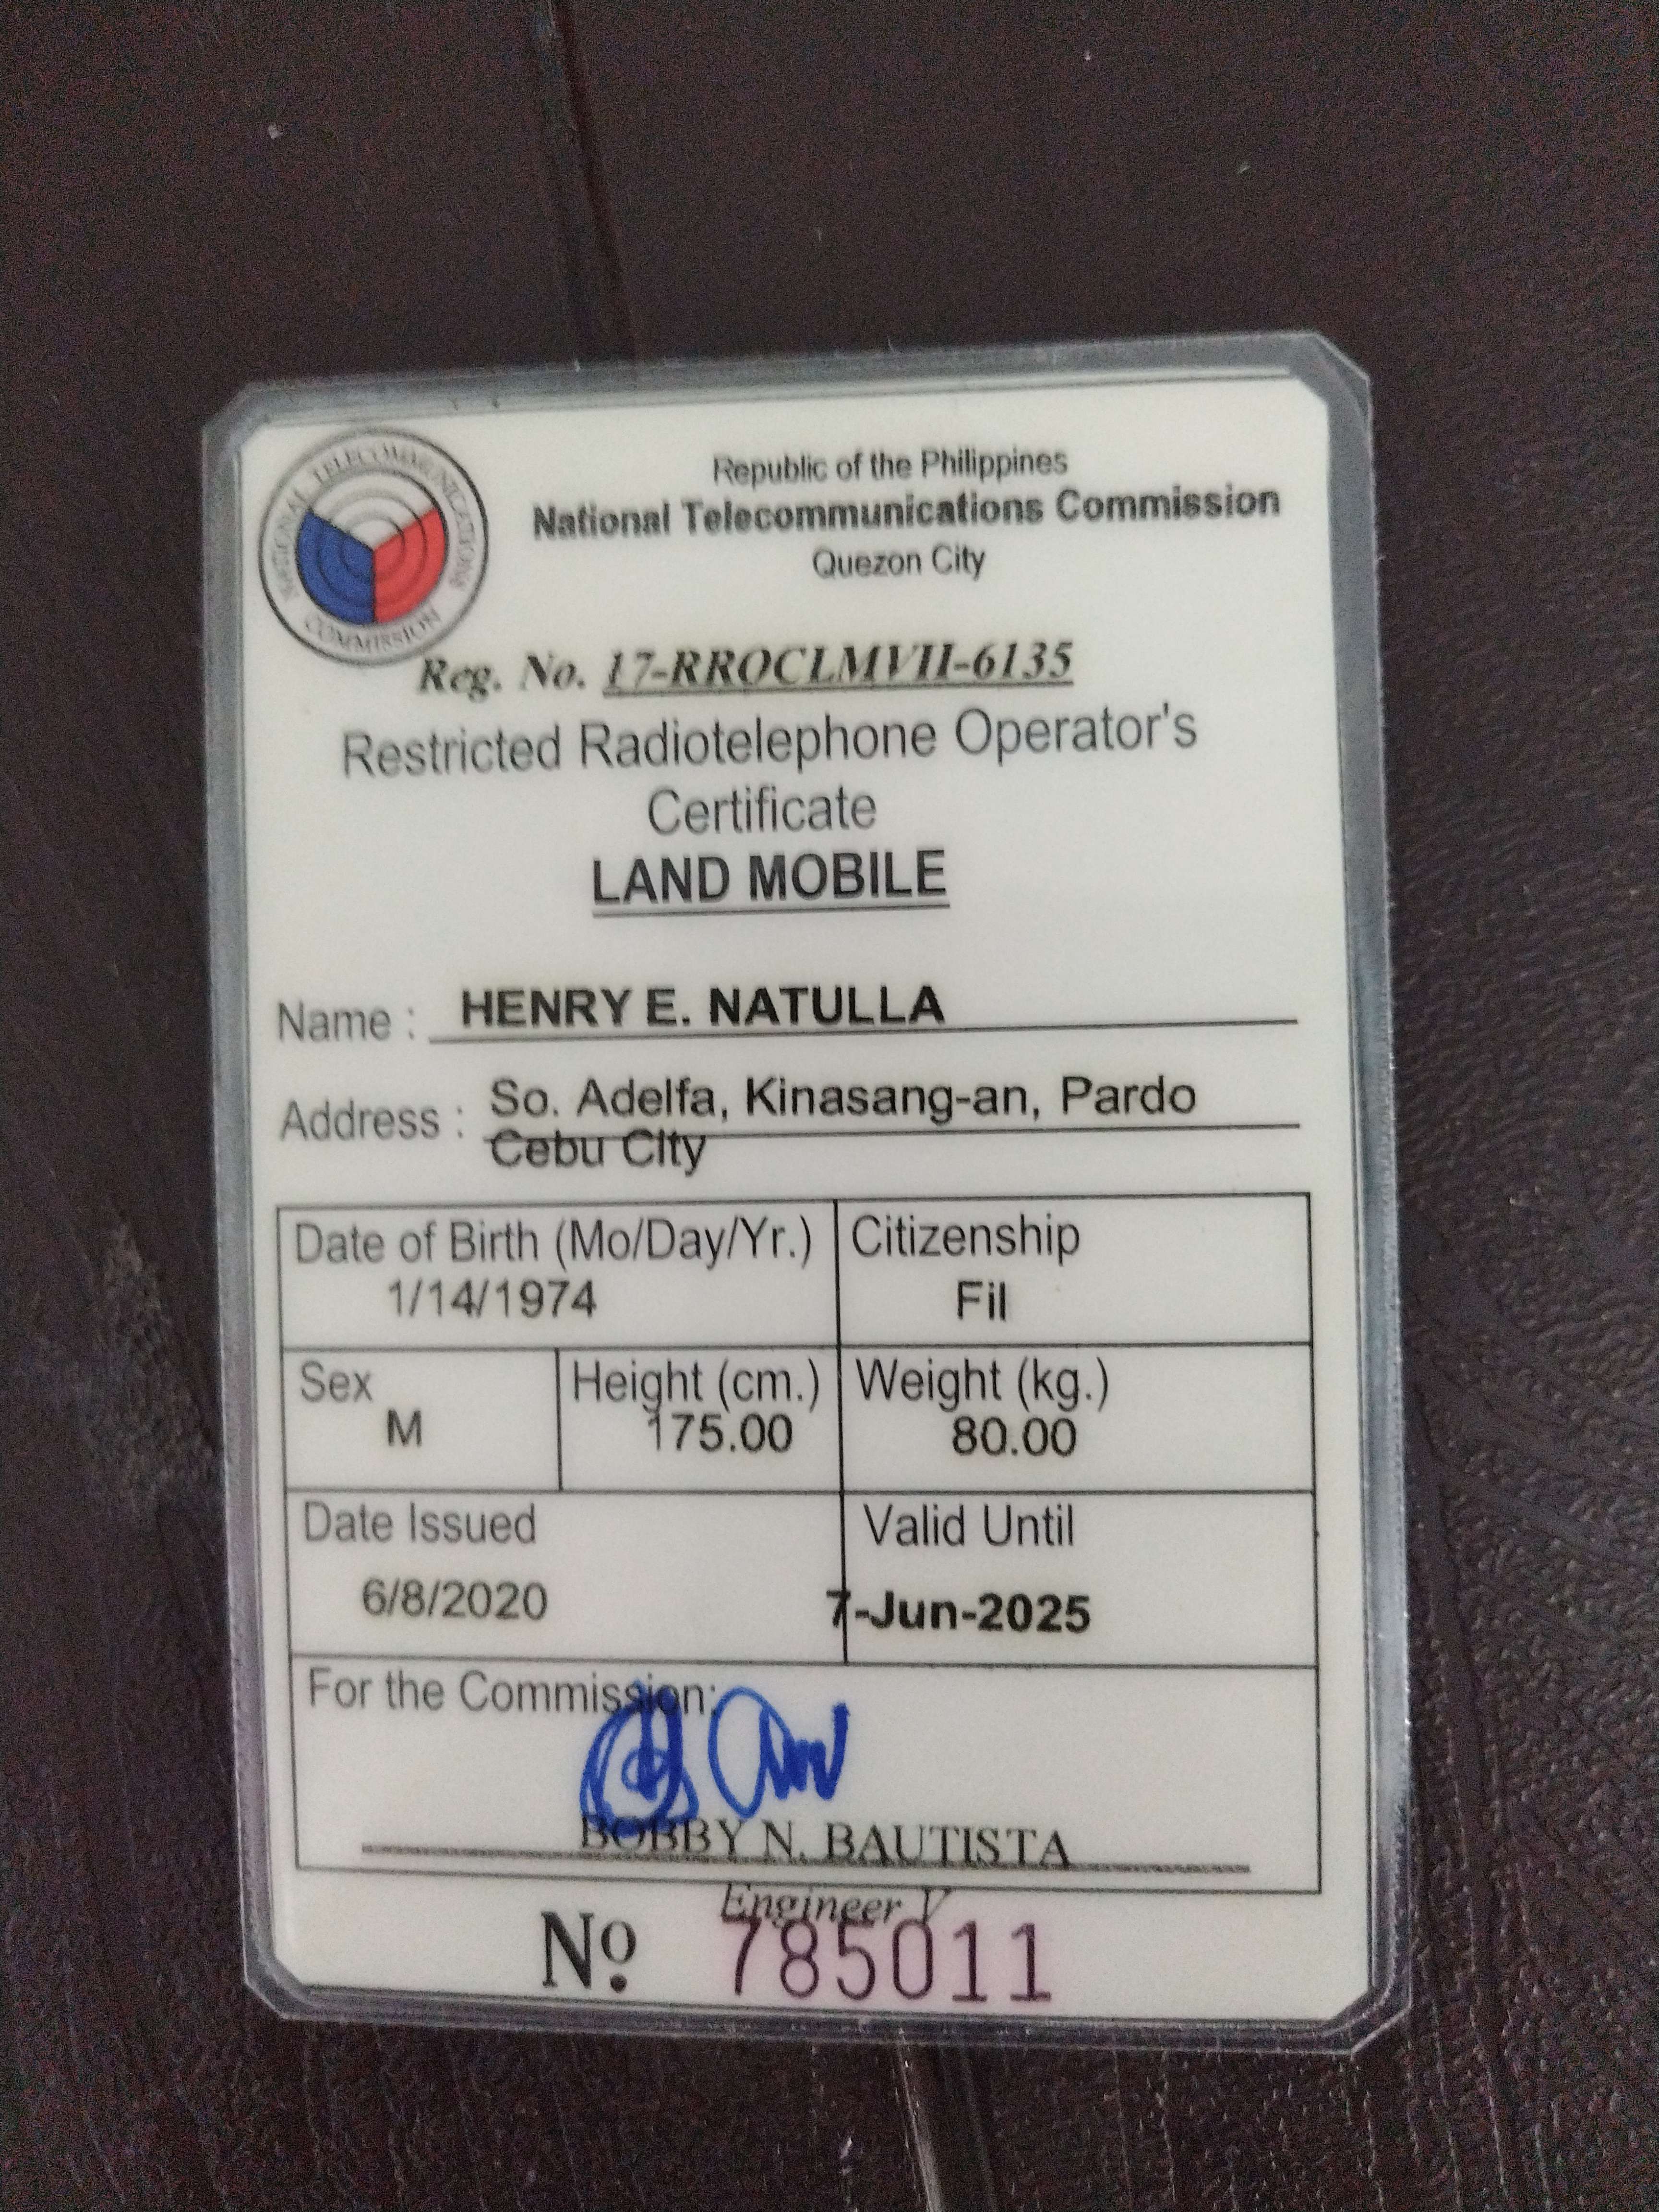 NATIONAL TELECOMMUNICATIONS COMMISSION
Republic of the Philippines
National Telecommunications Commission
Quezon City
Reg. No. 17-RROCLMVII-6135
Restricted Radiotelephone Operator's
Certificate
LAND MOBILE
Name : HENRY E. NATULLA
Address : So. Adelfa, Kinasang-an, Pardo
Cebu City
Date of Birth (Mo/Day/Yr.) Citizenship
1/14/1974 Fil
Sex Height (cm.) Weight (kg.)
M 175.00 80.00
Date Issued Valid Until
6/8/2020 7-Jun-2025
For the Commission:
BOBBY N. BAUTISTA
Engineer V
Nº 785011